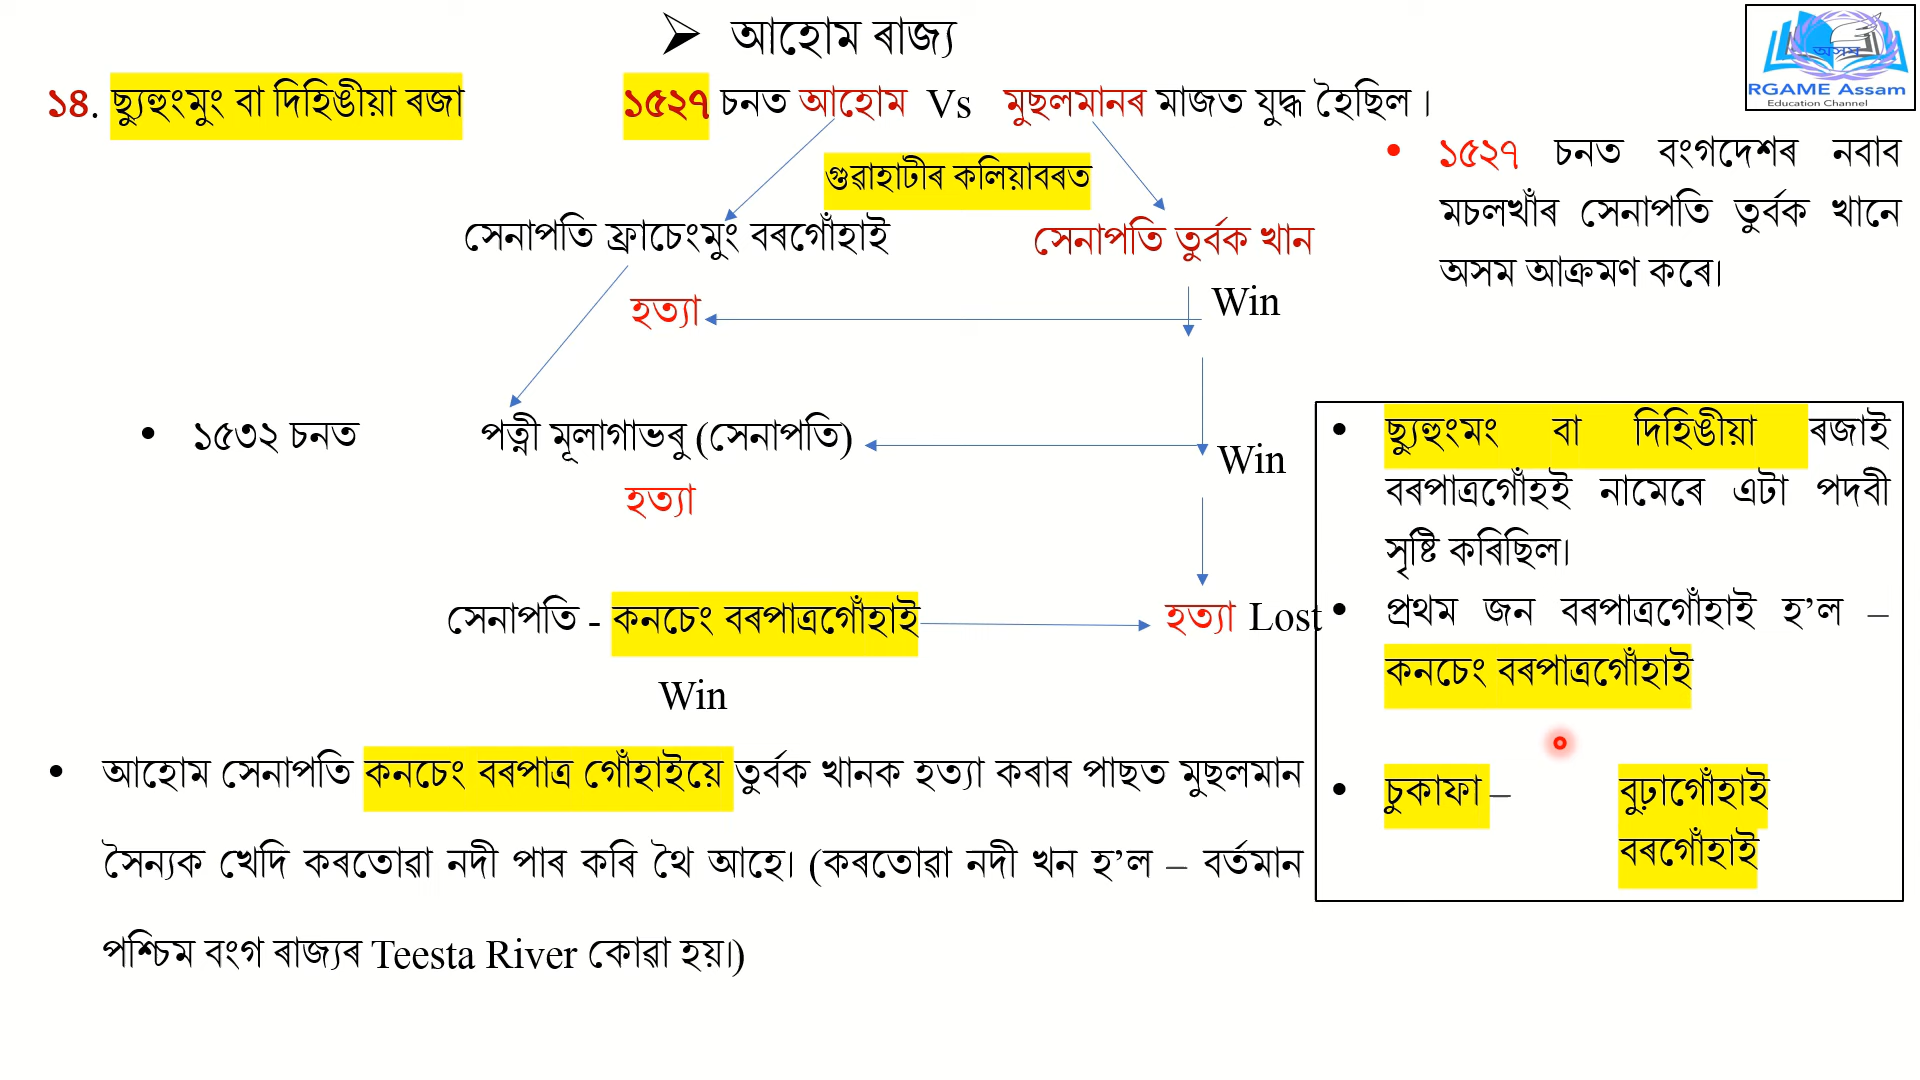 ➢ আহোম ৰাজ্য
অসম
RGAME Assam
Education Channel
১৪. ছ্যুহুংমুং বা দিহিঙীয়া ৰজা
১৫২৭ চনত আহোম Vs মুছলমানৰ মাজত যুদ্ধ হৈছিল।
গুৱাহাটীৰ কলিয়াবৰত
সেনাপতি ফ্ৰাচেংমুং বৰগোঁহাই
সেনাপতি তুৰ্বক খান
হত্যা
Win
• ১৫৩২ চনত
পত্নী মূলাগাভৰু (সেনাপতি)
Win
হত্যা
সেনাপতি - কনচেং বৰপাত্ৰগোঁহাই
হত্যা Lost
Win
• ১৫২৭ চনত বংগদেশৰ নবাব
মচলখাঁৰ সেনাপতি তুৰ্বক খানে
অসম আক্ৰমণ কৰে।
• ছ্যুহুংমং বা দিহিঙীয়া ৰজাই
বৰপাত্ৰগোঁহই নামেৰে এটা পদবী
সৃষ্টি কৰিছিল।
• প্ৰথম জন বৰপাত্ৰগোঁহাই হ’ল –
কনচেং বৰপাত্ৰগোঁহাই
• চুকাফা – বুঢ়াগোঁহাই
বৰগোঁহাই
• আহোম সেনাপতি কনচেং বৰপাত্ৰ গোঁহাইয়ে তুৰ্বক খানক হত্যা কৰাৰ পাছত মুছলমান
সৈন্যক খেদি কৰতোৱা নদী পাৰ কৰি থৈ আহে। (কৰতোৱা নদী খন হ’ল – বৰ্তমান
পশ্চিম বংগ ৰাজ্যৰ Teesta River কোৱা হয়।)